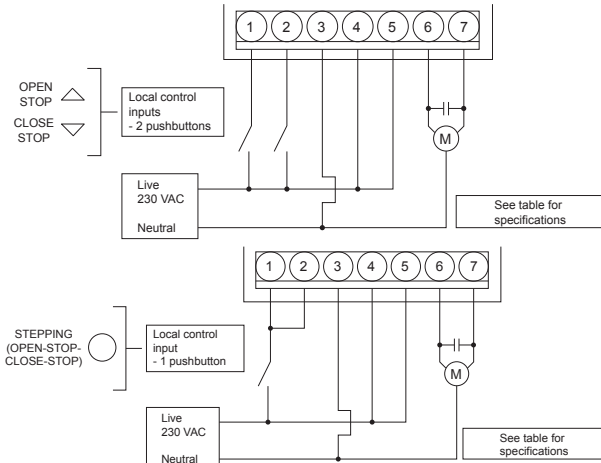 1 2 3 4 5 6 7
OPEN
STOP
CLOSE
STOP
Local control
inputs
- 2 pushbuttons
M
Live
230 VAC
Neutral
See table for
specifications
1 2 3 4 5 6 7
STEPPING
(OPEN-STOP-
CLOSE-STOP)
Local control
input
- 1 pushbutton
M
Live
230 VAC
Neutral
See table for
specifications